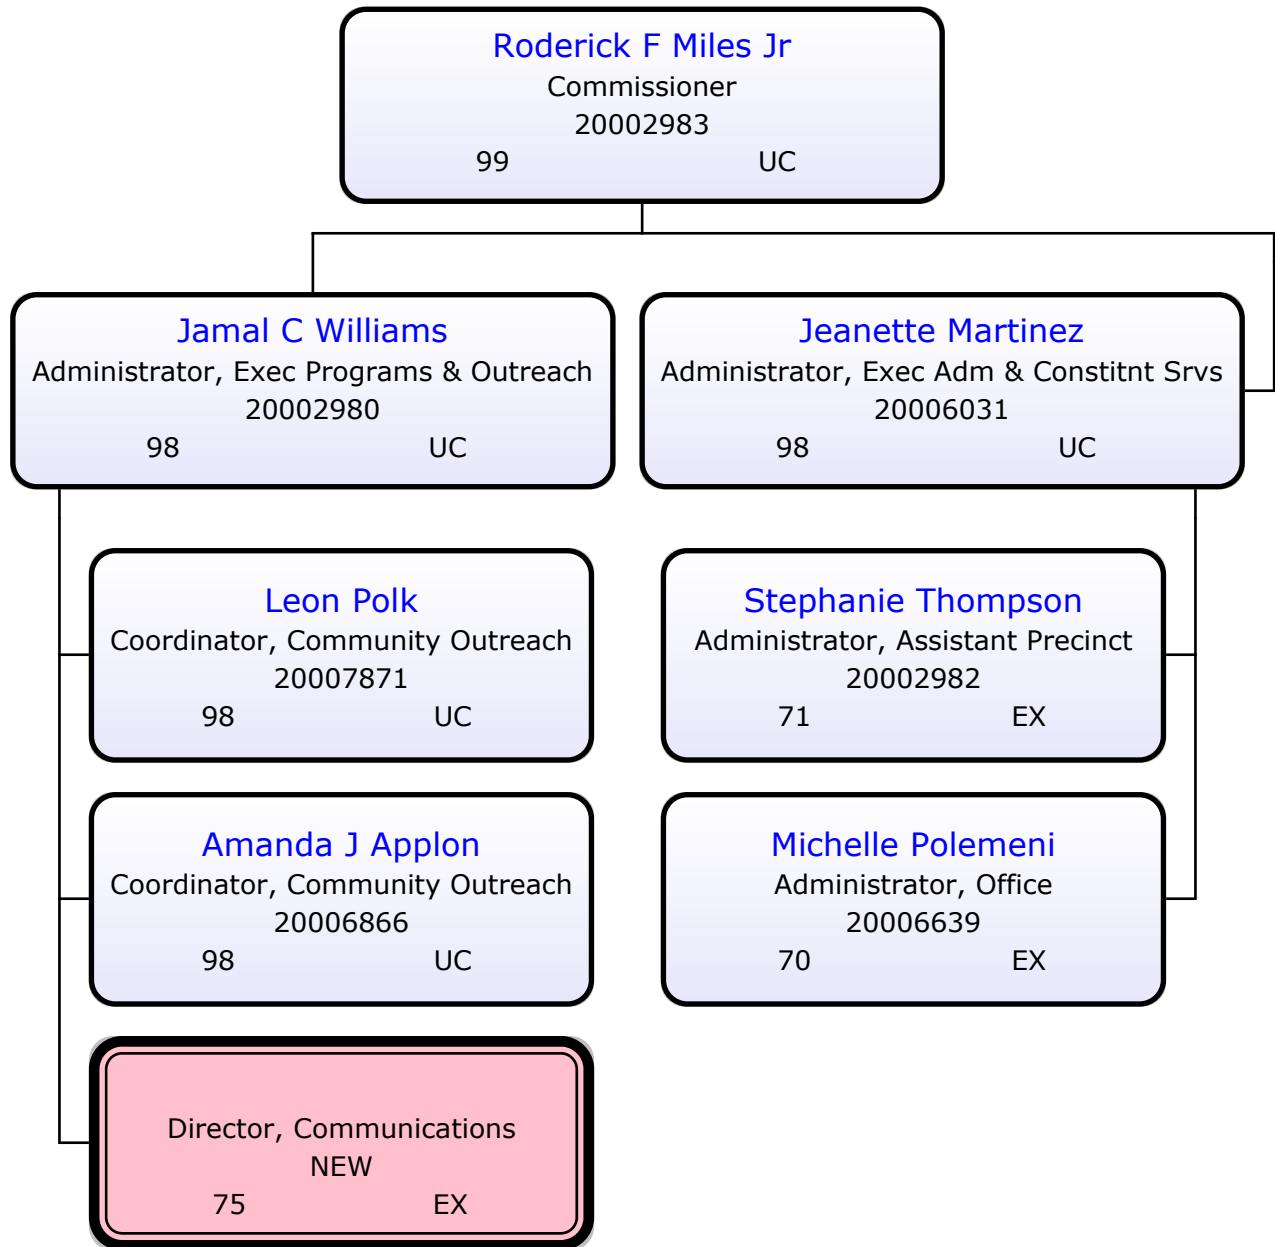 Roderick F Miles Jr
Commissioner
20002983
99 UC
Jamal C Williams
Administrator, Exec Programs & Outreach
20002980
98 UC
Jeanette Martinez
Administrator, Exec Adm & Constitnt Srvs
20006031
98 UC
Leon Polk
Coordinator, Community Outreach
20007871
98 UC
Amanda J Applon
Coordinator, Community Outreach
20006866
98 UC
Director, Communications
NEW
75 EX
Stephanie Thompson
Administrator, Assistant Precinct
20002982
71 EX
Michelle Polemeni
Administrator, Office
20006639
70 EX